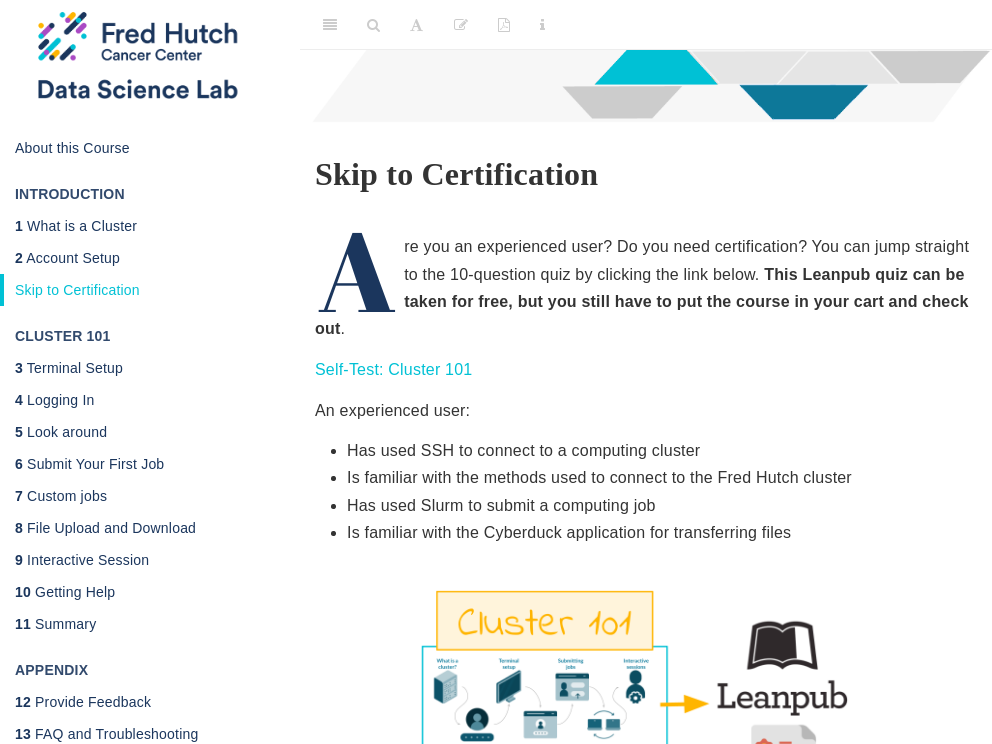 Fred Hutch
Cancer Center
Data Science Lab
About this Course
INTRODUCTION
1 What is a Cluster
2 Account Setup
Skip to Certification
CLUSTER 101
3 Terminal Setup
4 Logging In
5 Look around
6 Submit Your First Job
7 Custom jobs
8 File Upload and Download
9 Interactive Session
10 Getting Help
11 Summary
APPENDIX
12 Provide Feedback
13 FAQ and Troubleshooting
Skip to Certification
Are you an experienced user? Do you need certification? You can jump straight
to the 10-question quiz by clicking the link below. This Leanpub quiz can be
taken for free, but you still have to put the course in your cart and check
out.
Self-Test: Cluster 101
An experienced user:
Has used SSH to connect to a computing cluster
Is familiar with the methods used to connect to the Fred Hutch cluster
Has used Slurm to submit a computing job
Is familiar with the Cyberduck application for transferring files
Cluster 101
What is a
cluster?
Terminal
setup
Submitting
jobs
Interactive
sessions
Leanpub